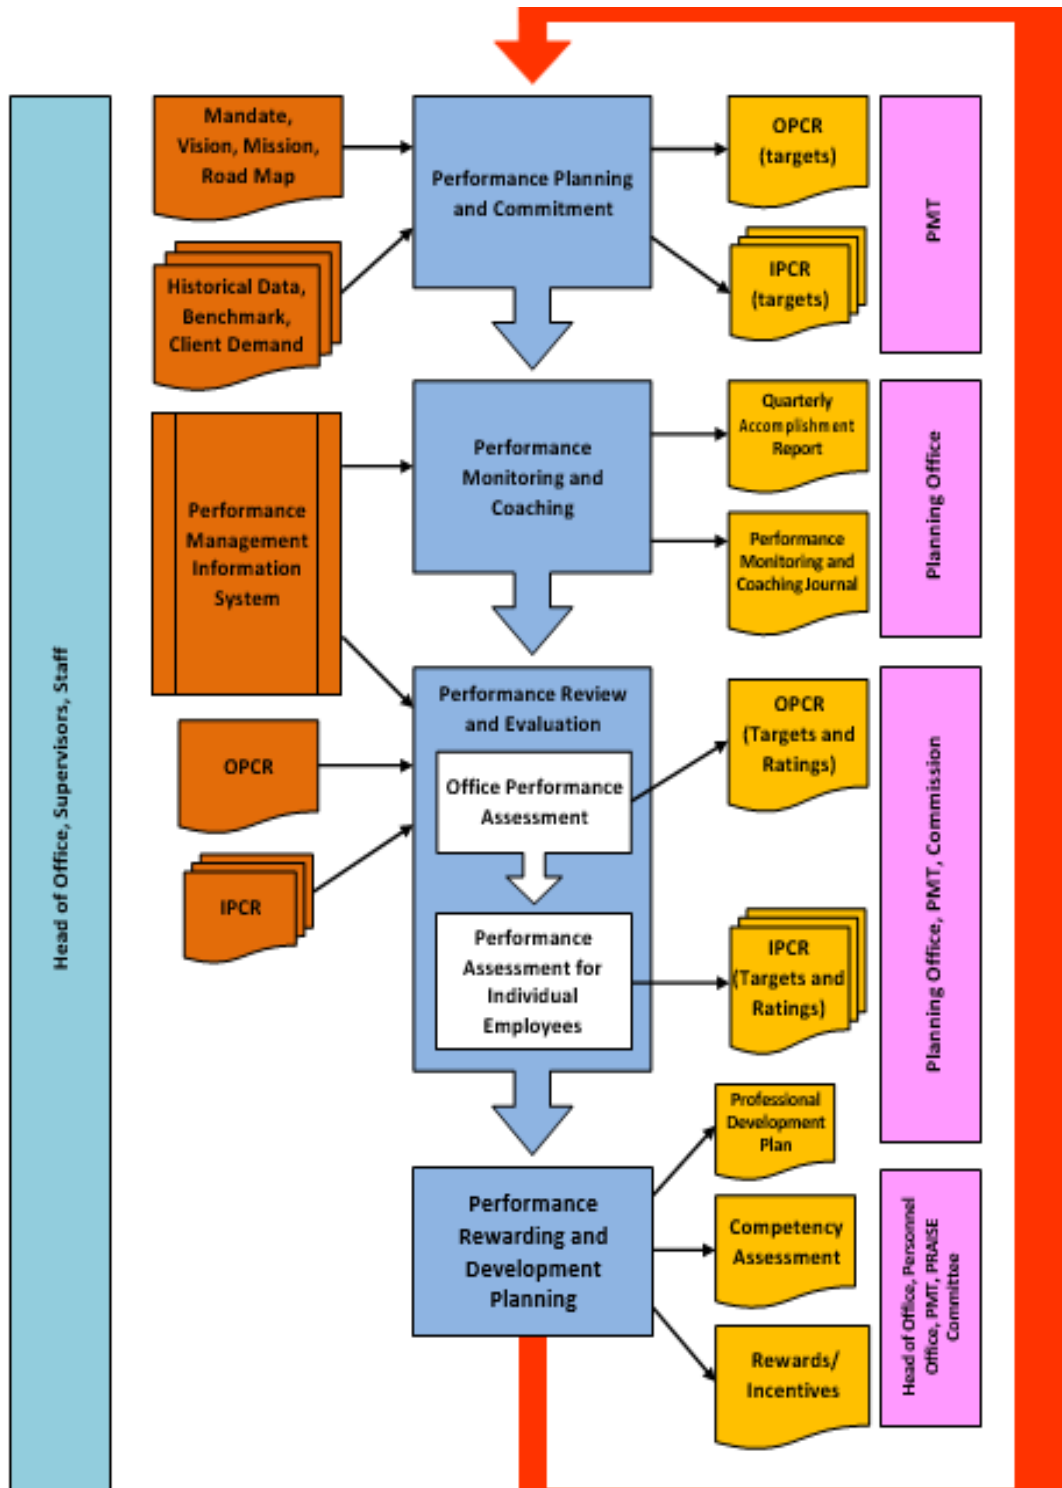 Head of Office, Supervisors, Staff
Mandate,
Vision, Mission,
Road Map
Performance Planning
and Commitment
OPCR
(targets)
PMT
Historical Data,
Benchmark,
Client Demand
IPCR
(targets)
Performance
Management
Information
System
Performance
Monitoring and
Coaching
Quarterly
Accomplishment
Report
Performance
Monitoring and
Coaching Journal
Planning Office
Performance Review
and Evaluation
OPCR
IPCR
Office Performance
Assessment
Performance
Assessment for
Individual
Employees
OPCR
(Targets and
Ratings)
IPCR
(Targets and
Ratings)
Planning Office, PMT, Commission
Performance
Rewarding and
Development
Planning
Professional
Development
Plan
Competency
Assessment
Rewards/
Incentives
Head of Office, Personnel
Office, PMT, PRAISE
Committee